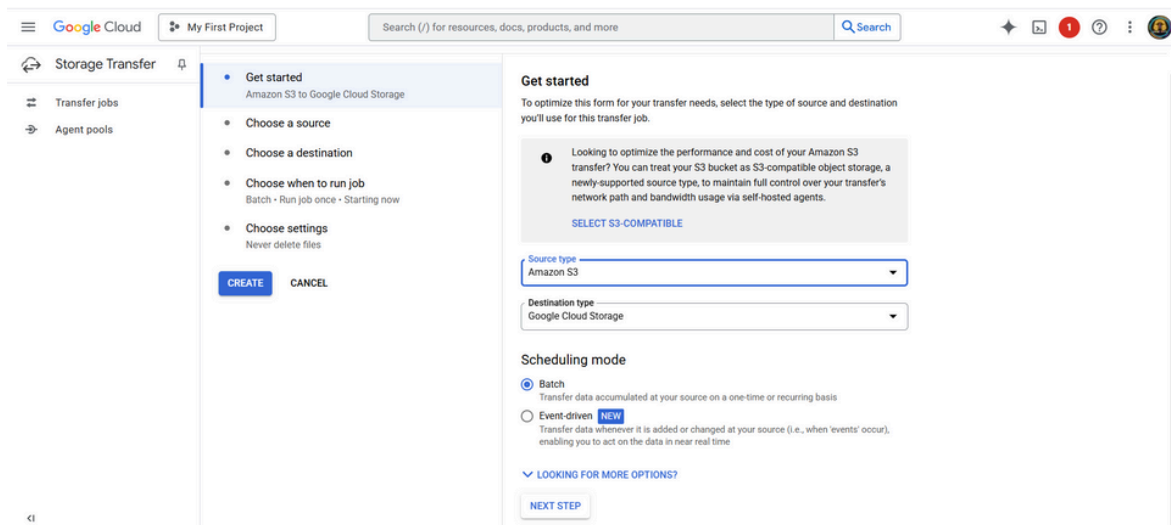 Google Cloud
My First Project
Search (/) for resources, docs, products, and more
Search
1
Storage Transfer
Transfer jobs
Agent pools
Get started
Amazon S3 to Google Cloud Storage
Choose a source
Choose a destination
Choose when to run job
Batch • Run job once • Starting now
Choose settings
Never delete files
CREATE
CANCEL
Get started
To optimize this form for your transfer needs, select the type of source and destination
you'll use for this transfer job.
Looking to optimize the performance and cost of your Amazon S3
transfer? You can treat your S3 bucket as S3-compatible object storage, a
newly-supported source type, to maintain full control over your transfer's
network path and bandwidth usage via self-hosted agents.
SELECT S3-COMPATIBLE
Source type
Amazon S3
Destination type
Google Cloud Storage
Scheduling mode
Batch
Transfer data accumulated at your source on a one-time or recurring basis
Event-driven NEW
Transfer data whenever it is added or changed at your source (i.e., when 'events' occur),
enabling you to act on the data in near real time
LOOKING FOR MORE OPTIONS?
NEXT STEP